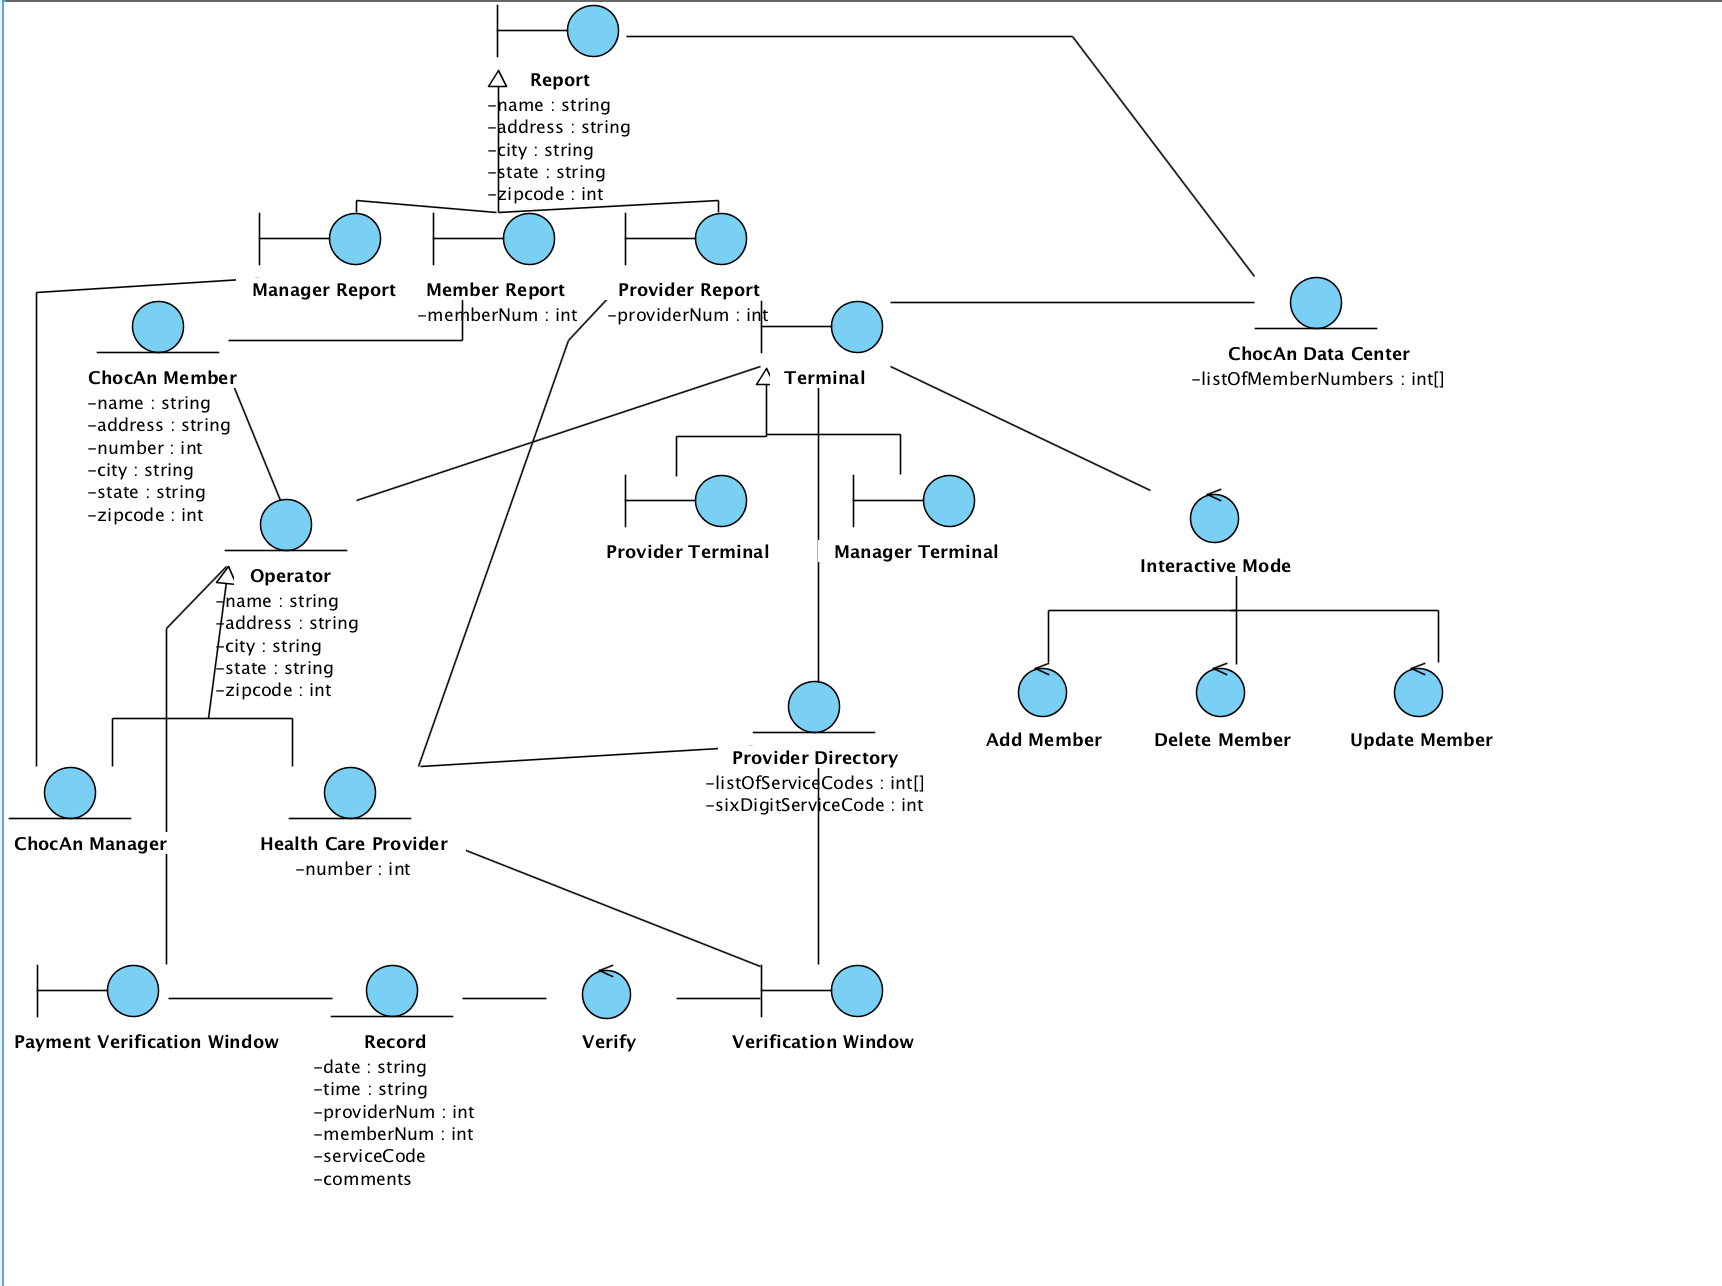 Report
-name : string
-address : string
-city : string
-state : string
-zipcode : int
Manager Report
Member Report
-memberNum : int
Provider Report
-providerNum : int
ChocAn Member
-name : string
-address : string
-number : int
-city : string
-state : string
-zipcode : int
Terminal
ChocAn Data Center
-listOfMemberNumbers : int[]
Provider Terminal
Manager Terminal
Interactive Mode
Operator
-name : string
-address : string
-city : string
-state : string
-zipcode : int
Add Member
Delete Member
Update Member
Provider Directory
-listOfServiceCodes : int[]
-sixDigitServiceCode : int
ChocAn Manager
Health Care Provider
-number : int
Payment Verification Window
Record
-date : string
-time : string
-providerNum : int
-memberNum : int
-serviceCode
-comments
Verify
Verification Window